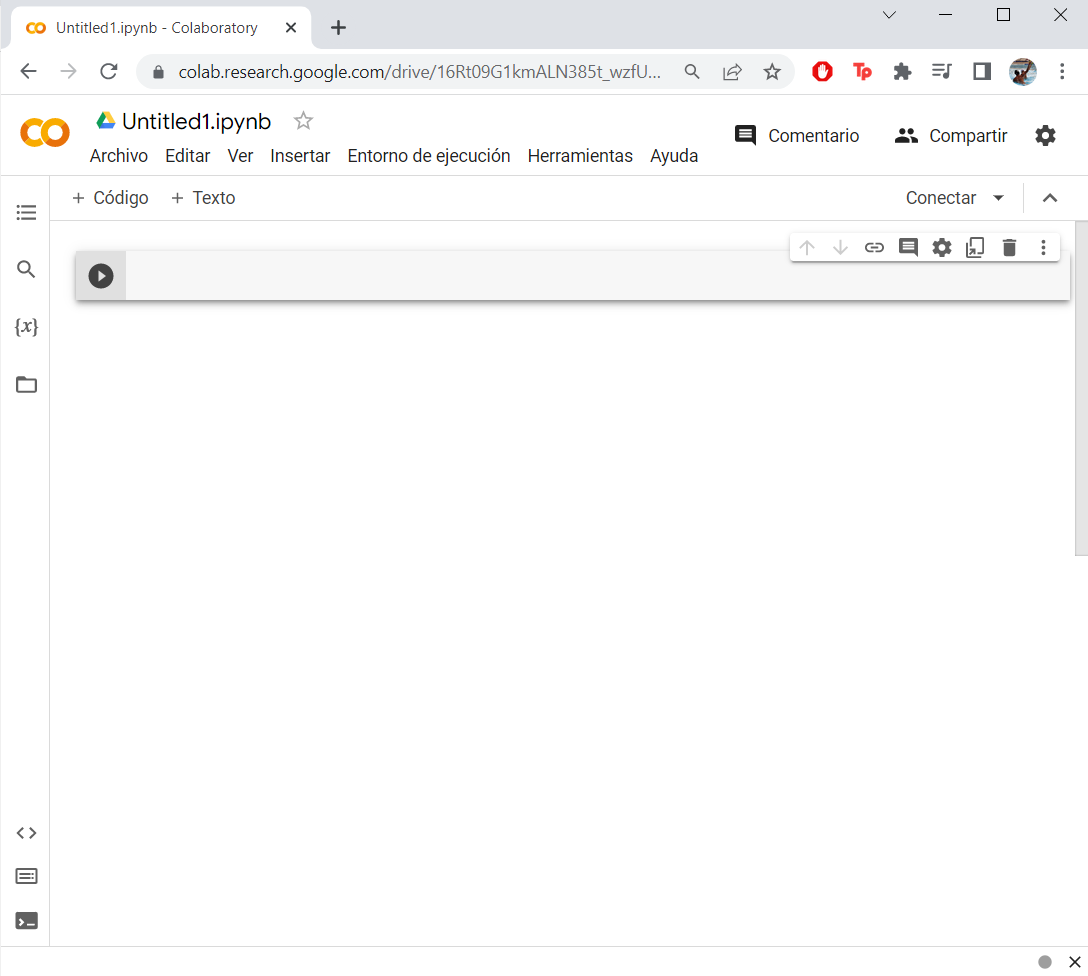 Untitled1.ipynb - Colaboratory
colab.research.google.com/drive/16Rt09G1kmALN385t_wzfU...
Tp
Untitled1.ipynb
Comentario
Compartir
Archivo Editar Ver Insertar Entorno de ejecución Herramientas Ayuda
+ Código + Texto
Conectar
{x}